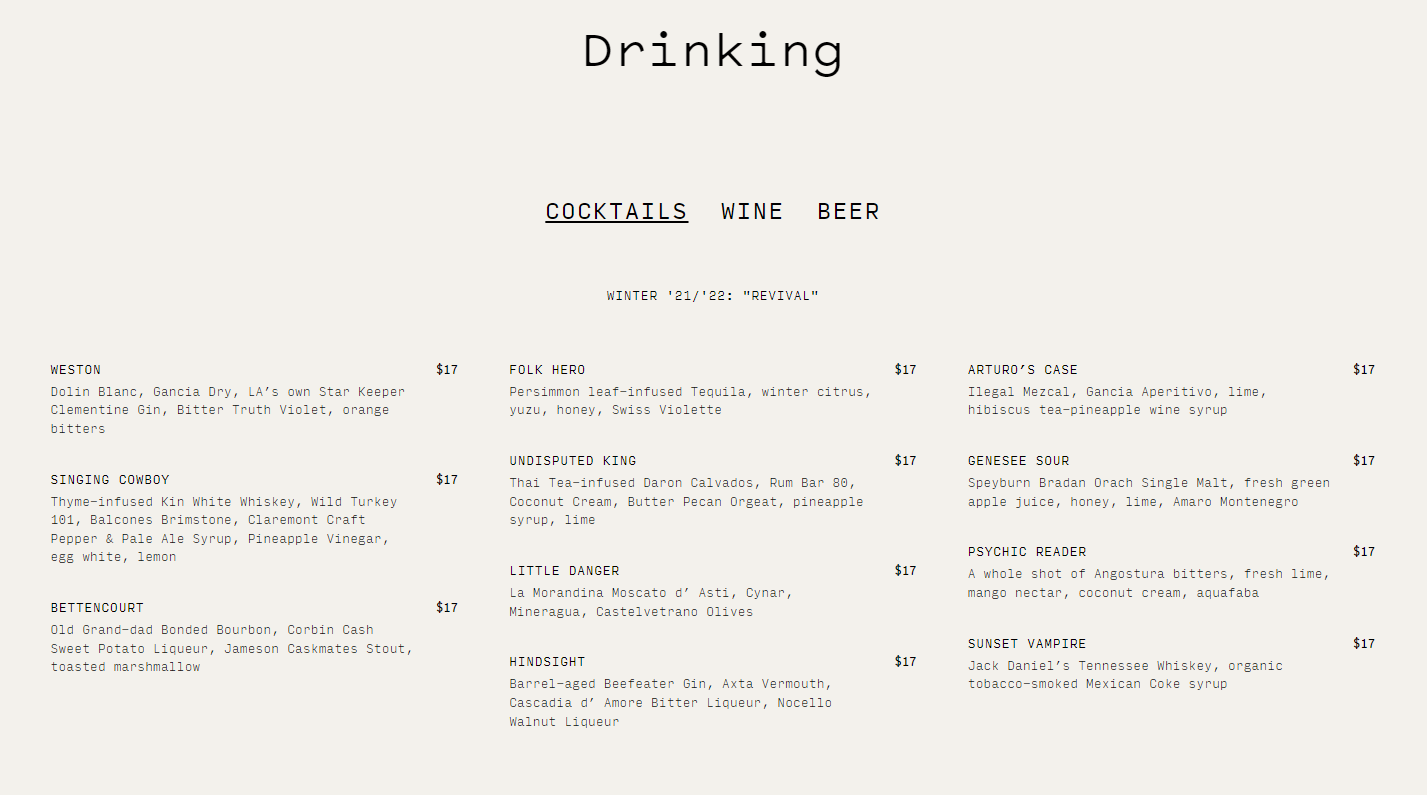 Drinking
COCKTAILS WINE BEER
WINTER '21/'22: "REVIVAL"
WESTON $17
Dolin Blanc, Gancia Dry, LA’s own Star Keeper
Clementine Gin, Bitter Truth Violet, orange
bitters
SINGING COWBOY $17
Thyme-infused Kin White Whiskey, Wild Turkey
101, Balcones Brimstone, Claremont Craft
Pepper & Pale Ale Syrup, Pineapple Vinegar,
egg white, lemon
BETTENCOURT $17
Old Grand-dad Bonded Bourbon, Corbin Cash
Sweet Potato Liqueur, Jameson Caskmates Stout,
toasted marshmallow
FOLK HERO $17
Persimmon leaf-infused Tequila, winter citrus,
yuzu, honey, Swiss Violette
UNDISPUTED KING $17
Thai Tea-infused Daron Calvados, Rum Bar 80,
Coconut Cream, Butter Pecan Orgeat, pineapple
syrup, lime
LITTLE DANGER $17
La Morandina Moscato d’ Asti, Cynar,
Mineragua, Castelvetrano Olives
HINDSIGHT $17
Barrel-aged Beefeater Gin, Axta Vermouth,
Cascadia d’ Amore Bitter Liqueur, Nocello
Walnut Liqueur
ARTURO’S CASE $17
Ilegal Mezcal, Gancia Aperitivo, lime,
hibiscus tea-pineapple wine syrup
GENESEE SOUR $17
Speyburn Bradan Orach Single Malt, fresh green
apple juice, honey, lime, Amaro Montenegro
PSYCHIC READER $17
A whole shot of Angostura bitters, fresh lime,
mango nectar, coconut cream, aquafaba
SUNSET VAMPIRE $17
Jack Daniel’s Tennessee Whiskey, organic
tobacco-smoked Mexican Coke syrup